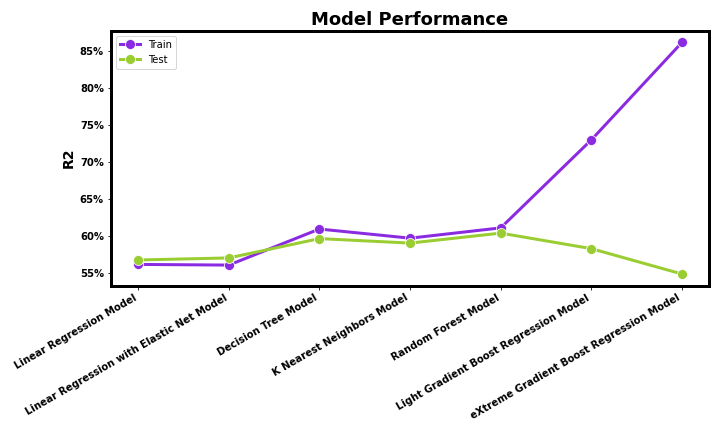 Model Performance
Train
Test
R2
85%
80%
75%
70%
65%
60%
55%
Linear Regression Model
Linear Regression with Elastic Net Model
Decision Tree Model
K Nearest Neighbors Model
Random Forest Model
Light Gradient Boost Regression Model
eXtreme Gradient Boost Regression Model